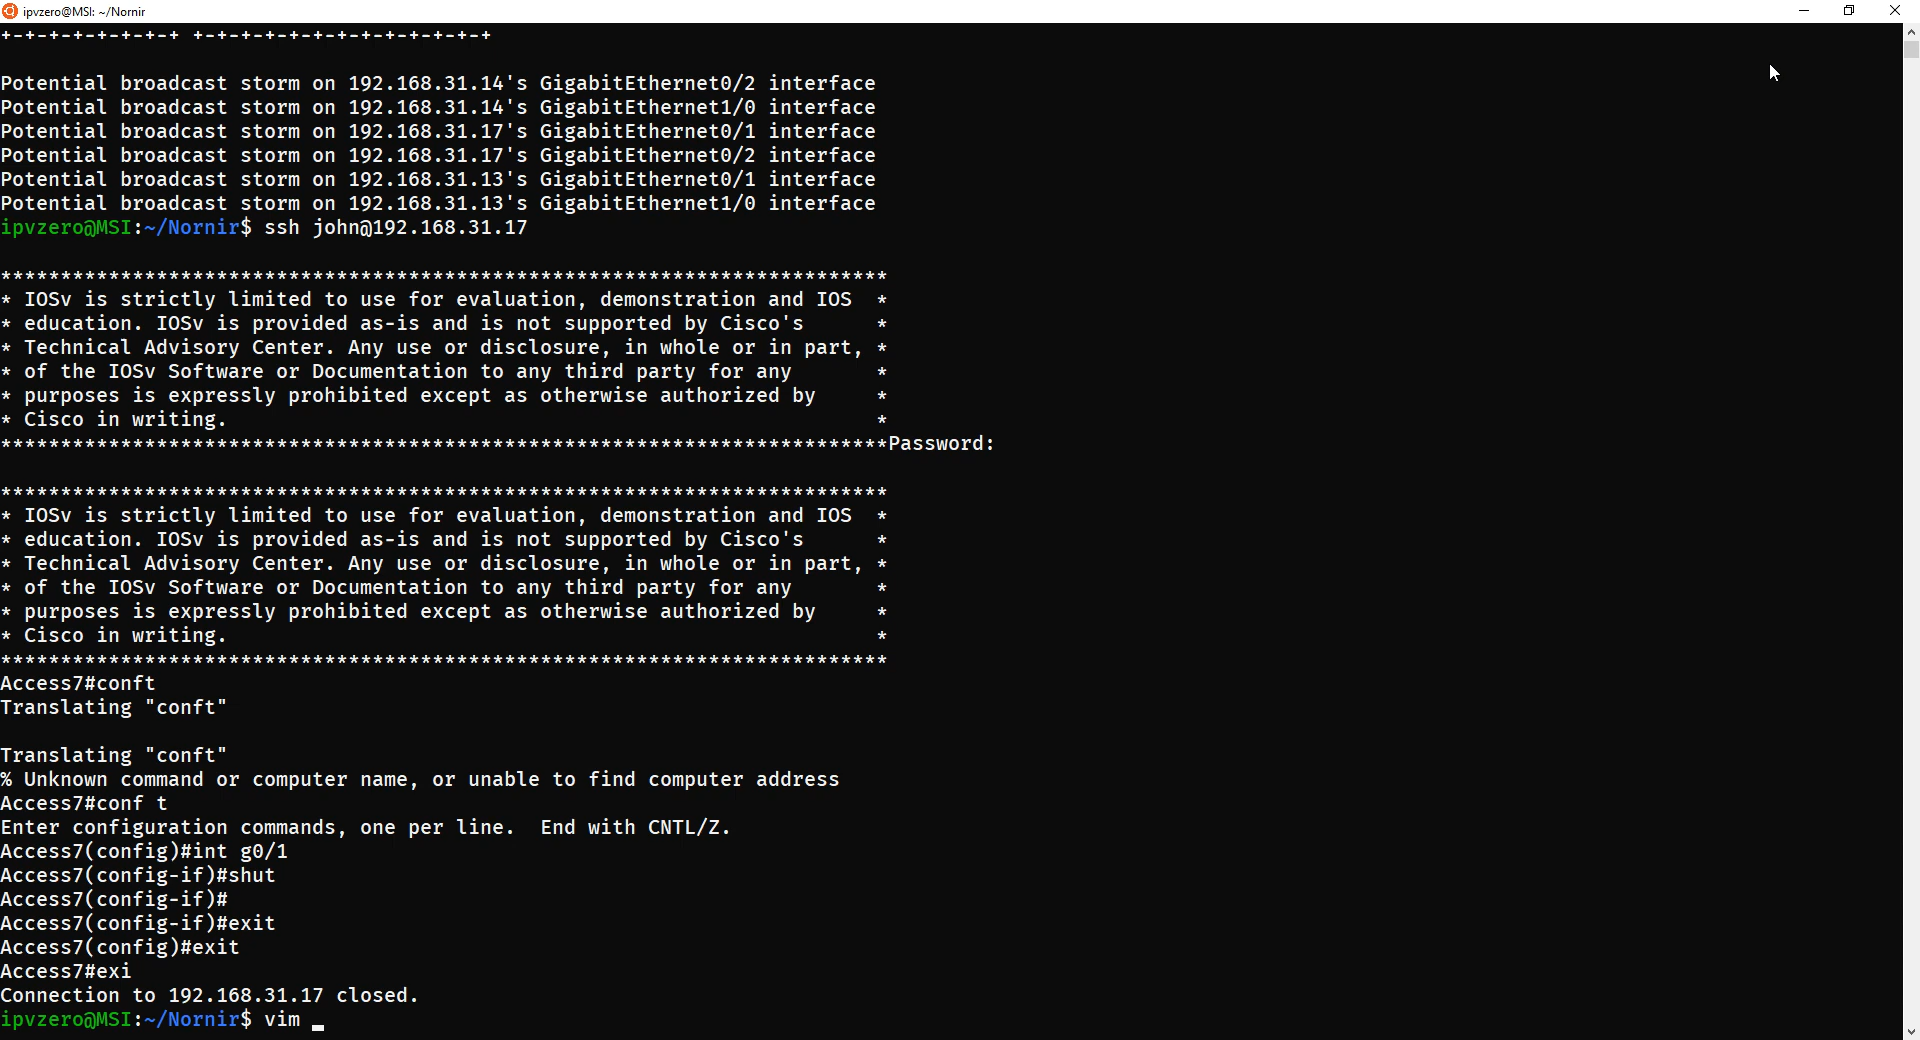 ipvzero@MSI: ~/Nornir
+-+-+-+-+-+-+-+ +-+-+-+-+-+-+-+-+-+-+-+-+
Potential broadcast storm on 192.168.31.14's GigabitEthernet0/2 interface
Potential broadcast storm on 192.168.31.14's GigabitEthernet1/0 interface
Potential broadcast storm on 192.168.31.17's GigabitEthernet0/1 interface
Potential broadcast storm on 192.168.31.17's GigabitEthernet0/2 interface
Potential broadcast storm on 192.168.31.13's GigabitEthernet0/1 interface
Potential broadcast storm on 192.168.31.13's GigabitEthernet1/0 interface
ipvzero@MSI:~/Nornir$ ssh john@192.168.31.17
**************************************************************************
* IOSv is strictly limited to use for evaluation, demonstration and IOS  *
* education. IOSv is provided as-is and is not supported by Cisco's      *
* Technical Advisory Center. Any use or disclosure, in whole or in part, *
* of the IOSv Software or Documentation to any third party for any       *
* purposes is expressly prohibited except as otherwise authorized by     *
* Cisco in writing.                                                      *
**************************************************************************Password:
**************************************************************************
* IOSv is strictly limited to use for evaluation, demonstration and IOS  *
* education. IOSv is provided as-is and is not supported by Cisco's      *
* Technical Advisory Center. Any use or disclosure, in whole or in part, *
* of the IOSv Software or Documentation to any third party for any       *
* purposes is expressly prohibited except as otherwise authorized by     *
* Cisco in writing.                                                      *
**************************************************************************
Access7#conft
Translating "conft"
Translating "conft"
% Unknown command or computer name, or unable to find computer address
Access7#conf t
Enter configuration commands, one per line.  End with CNTL/Z.
Access7(config)#int g0/1
Access7(config-if)#shut
Access7(config-if)#
Access7(config-if)#exit
Access7(config)#exit
Access7#exi
Connection to 192.168.31.17 closed.
ipvzero@MSI:~/Nornir$ vim _